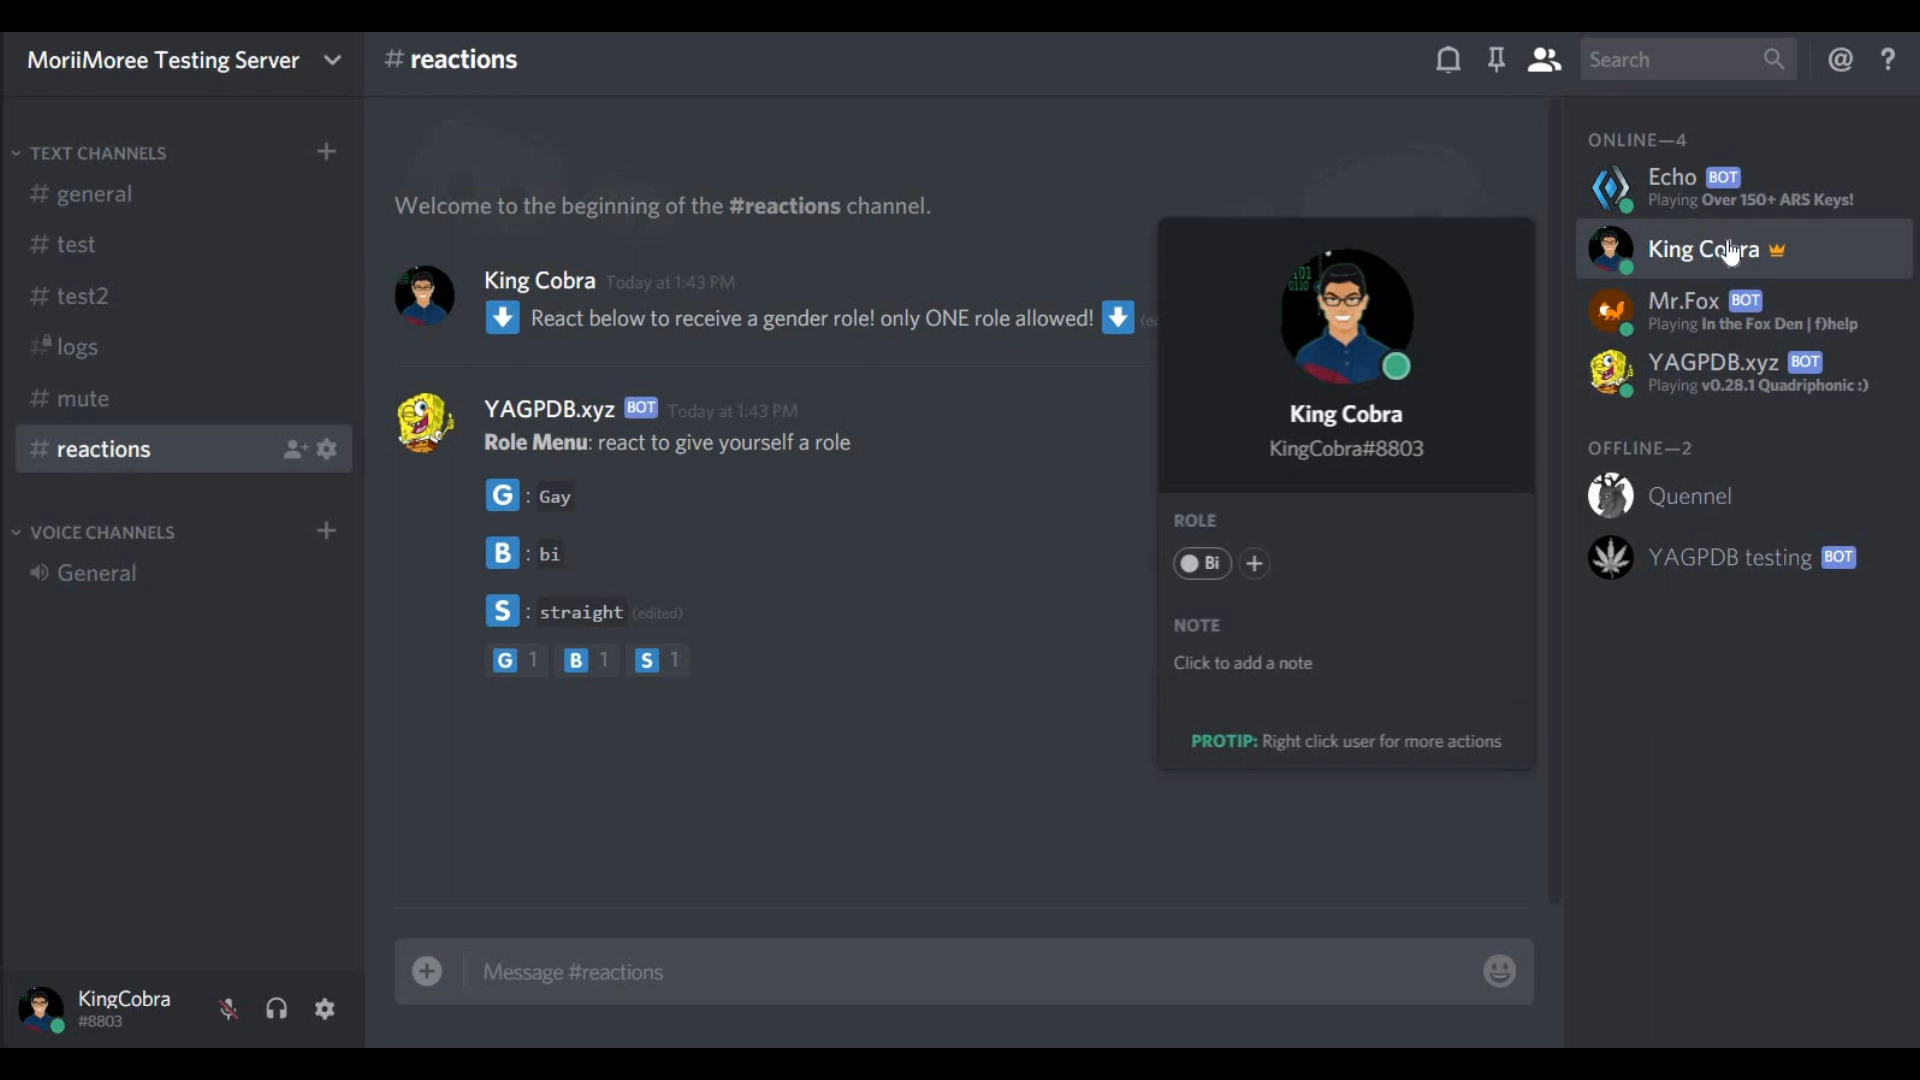 MoriiMoree Testing Server
# reactions
Search
@ ?
TEXT CHANNELS +
# general
# test
# test2
# logs
# mute
# reactions
VOICE CHANNELS +
General
KingCobra
#8803
Welcome to the beginning of the #reactions channel.
King Cobra Today at 1:43 PM
React below to receive a gender role! only ONE role allowed!
YAGPDB.xyz BOT Today at 1:43 PM
Role Menu: react to give yourself a role
G : Gay
B : bi
S : straight (edited)
G 1 B 1 S 1
Message #reactions
King Cobra
KingCobra#8803
ROLE
Bi +
NOTE
Click to add a note
PROTIP: Right click user for more actions
ONLINE—4
Echo BOT
Playing Over 150+ ARS Keys!
King Cobra
Mr.Fox BOT
Playing In the Fox Den | f)help
YAGPDB.xyz BOT
Playing v0.28.1 Quadriphonic :)
OFFLINE—2
Quennel
YAGPDB testing BOT